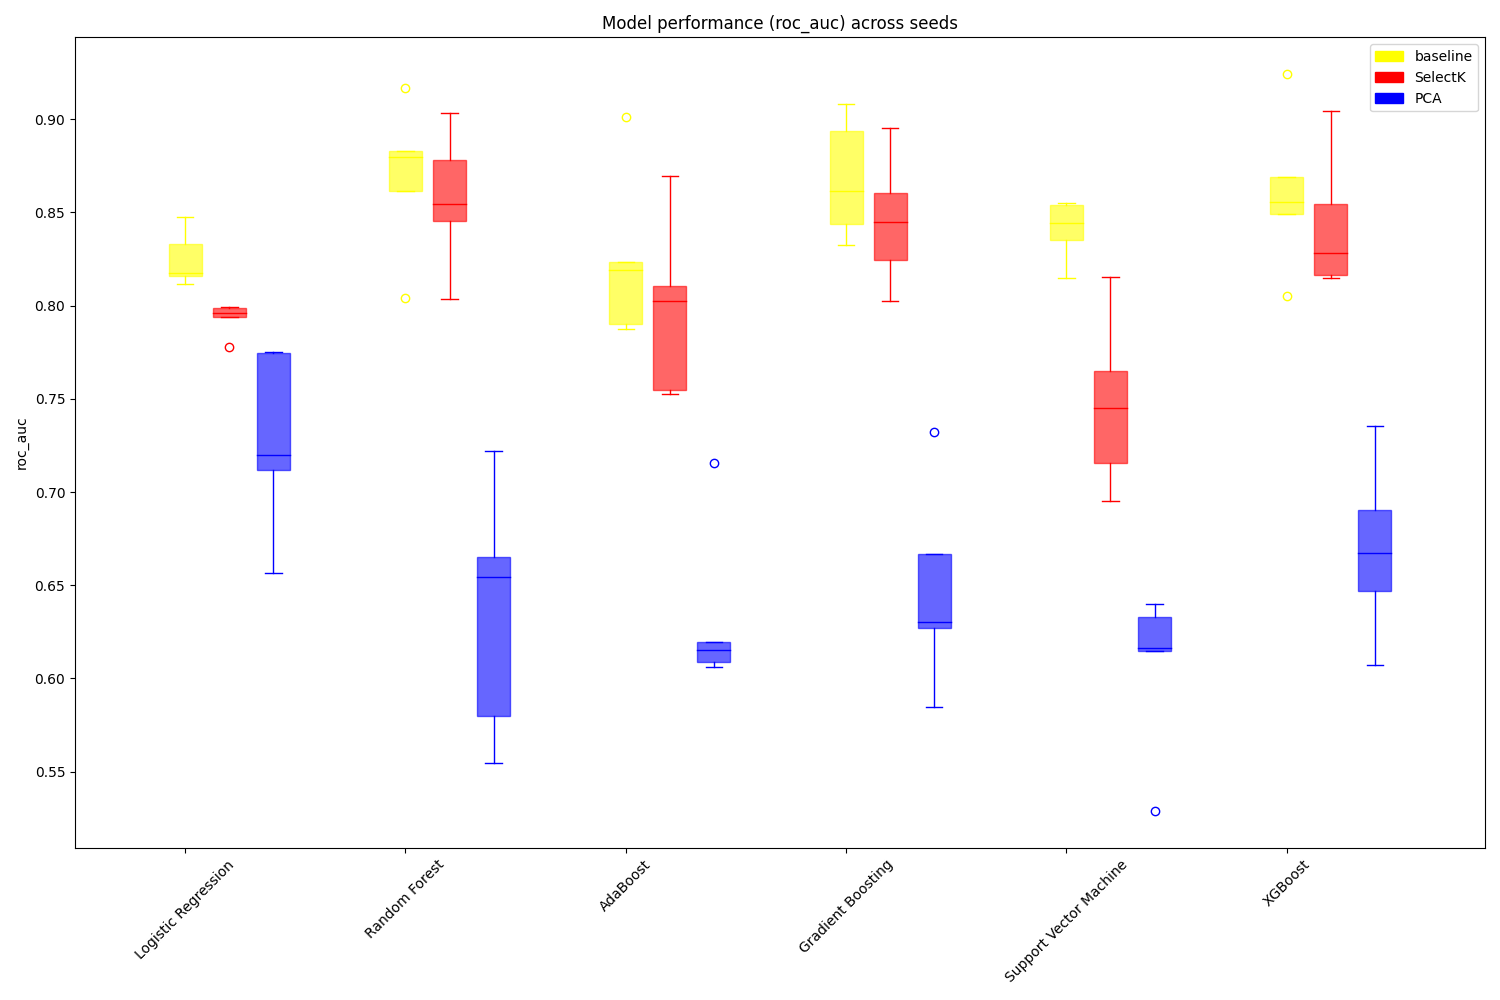 Model performance (roc_auc) across seeds
baseline
SelectK
PCA
roc_auc
0.90
0.85
0.80
0.75
0.70
0.65
0.60
0.55
Logistic Regression
Random Forest
AdaBoost
Gradient Boosting
Support Vector Machine
XGBoost